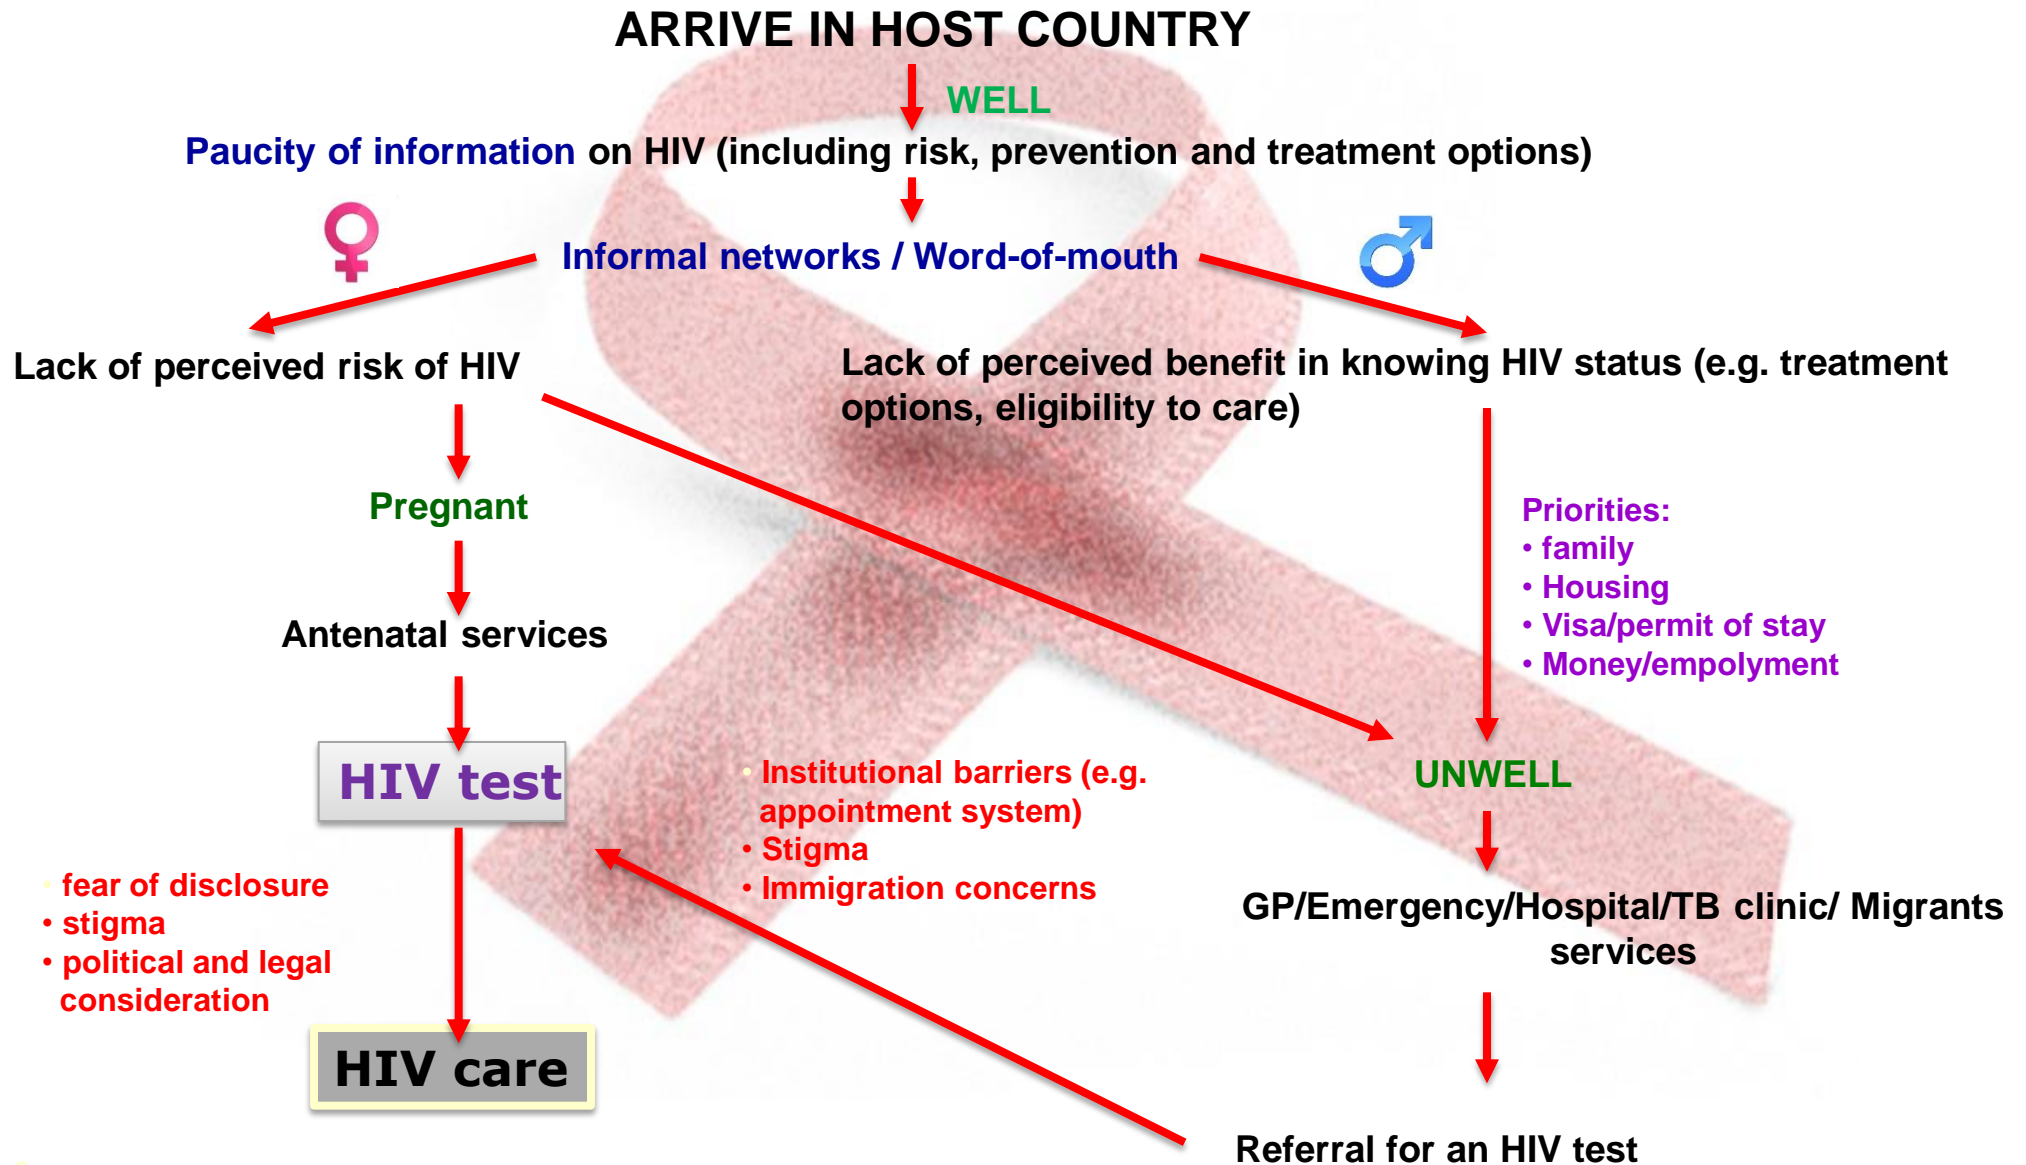 ARRIVE IN HOST COUNTRY
WELL
Paucity of information on HIV (including risk, prevention and treatment options)
Informal networks / Word-of-mouth
Lack of perceived risk of HIV
Lack of perceived benefit in knowing HIV status (e.g. treatment
options, eligibility to care)
Pregnant
Priorities:
• family
• Housing
• Visa/permit of stay
• Money/empolyment
Antenatal services
HIV test
• Institutional barriers (e.g.
appointment system)
• Stigma
• Immigration concerns
UNWELL
• fear of disclosure
• stigma
• political and legal
consideration
GP/Emergency/Hospital/TB clinic/ Migrants
services
HIV care
Referral for an HIV test